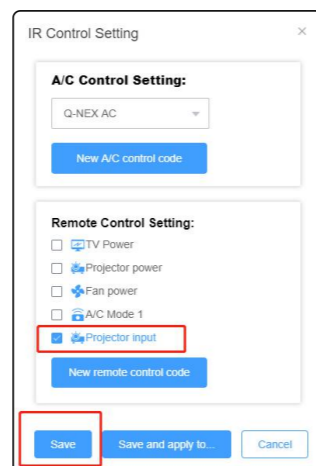 IR Control Setting
A/C Control Setting:
Q-NEX AC
New A/C control code
Remote Control Setting:
TV Power
Projector power
Fan power
A/C Mode 1
Projector input
New remote control code
Save
Save and apply to...
Cancel